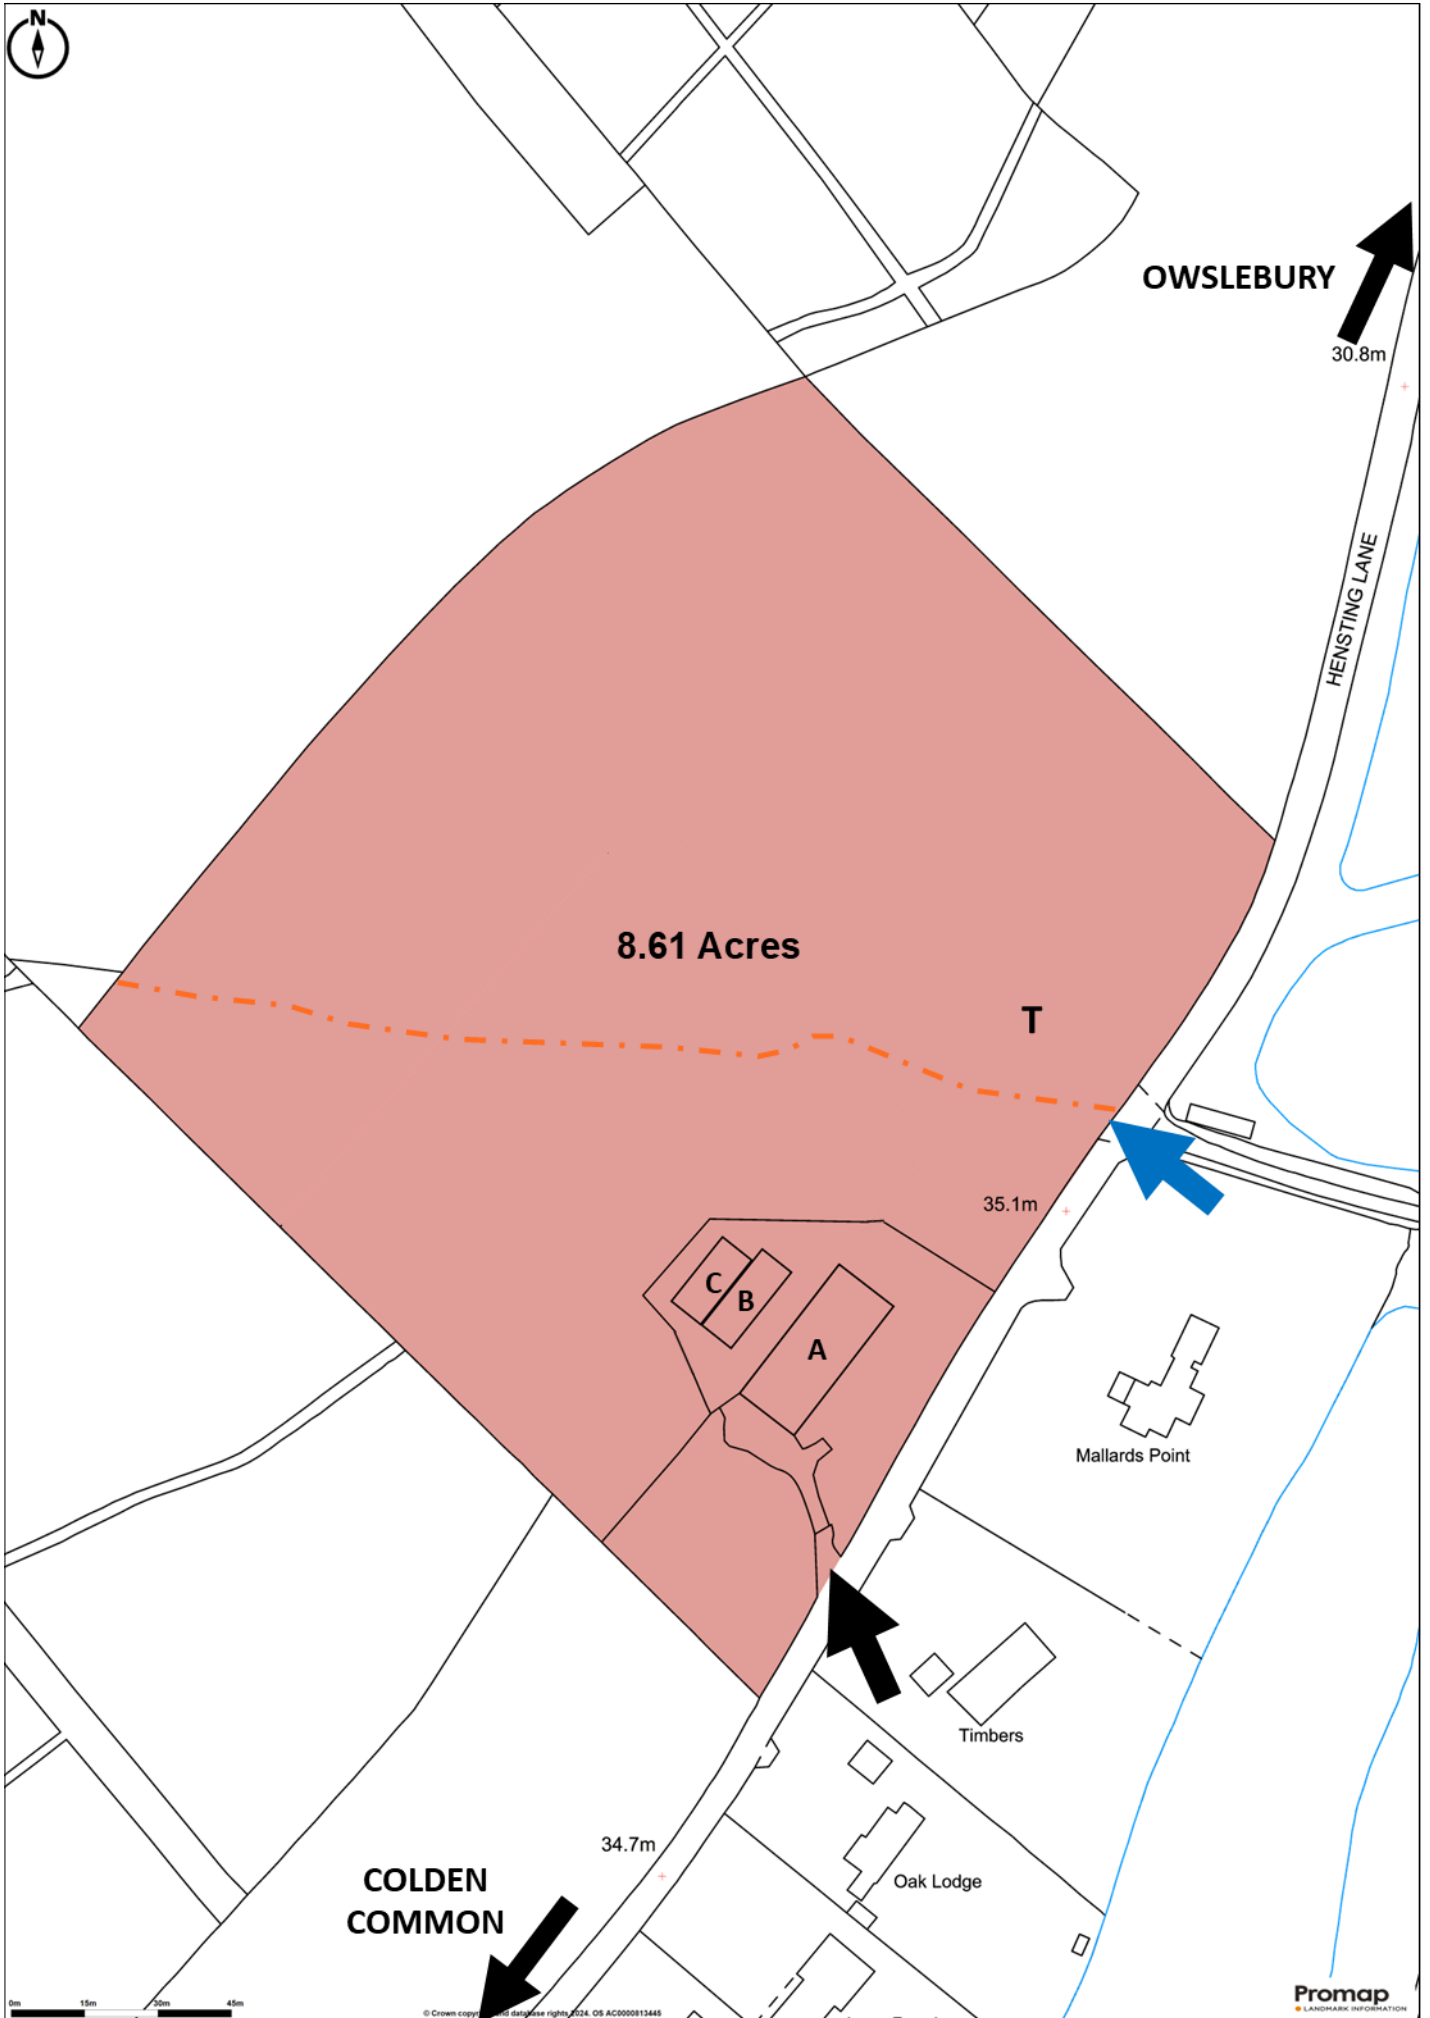 N
OWSLEBURY
30.8m
HENSTING LANE
8.61 Acres
T
35.1m
C
B
A
Mallards Point
Timbers
34.7m
Oak Lodge
COLDEN
COMMON
0m 15m 30m 45m
© Crown and database rights 2024. OS AC0000813445
Promap
LANDMARK INFORMATION